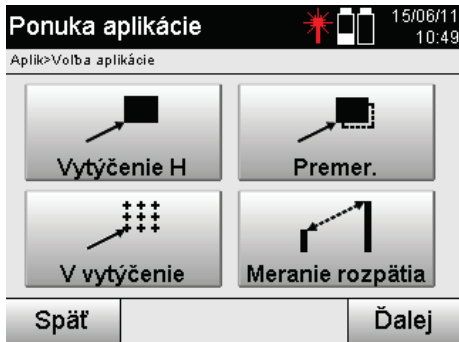 Ponuka aplikácie
15/06/11
10:49
Aplik>Voľba aplikácie
Vytýčenie H
Premer.
V vytýčenie
Meranie rozpätia
Späť
Ďalej